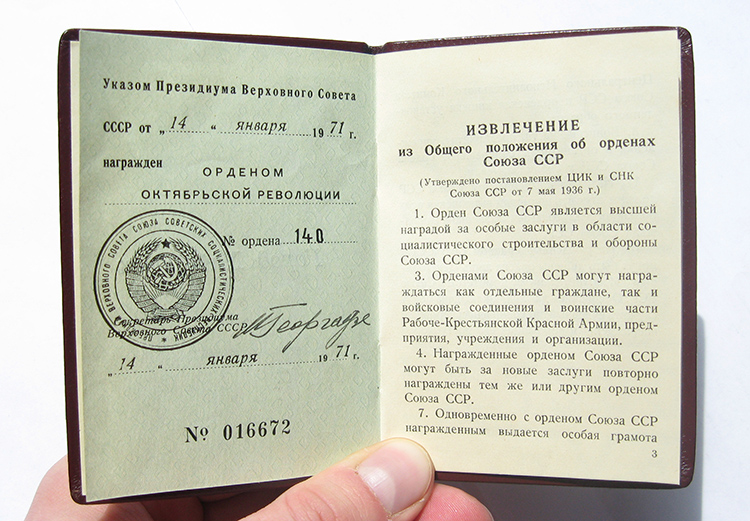 Указом Президиума Верховного Совета
СССР от „ 14 “ января 1971 г.
награжден
ОРДЕНОМ
ОКТЯБРЬСКОЙ РЕВОЛЮЦИИ
№ ордена 140
Секретарь Президиума
Верховного Совета СССР М Георгадзе
„ 14 “ января 1971 г.
№ 016672
ИЗВЛЕЧЕНИЕ
из Общего положения об орденах
Союза ССР
(Утверждено постановлением ЦИК и СНК
Союза ССР от 7 мая 1936 г.)
1. Орден Союза ССР является высшей
наградой за особые заслуги в области со-
циалистического строительства и обороны
Союза ССР.
3. Орденами Союза ССР могут награ-
ждаться как отдельные граждане, так и
войсковые соединения и воинские части
Рабоче-Крестьянской Красной Армии, пред-
приятия, учреждения и организации.
4. Награжденные орденом Союза ССР
могут быть за новые заслуги повторно
награждены тем же или другим орденом
Союза ССР.
7. Одновременно с орденом Союза ССР
награжденным выдается особая грамота
3